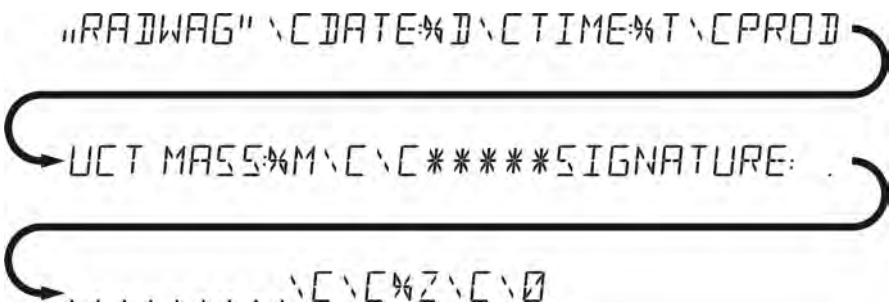 „RADWAG" \CDATE:%D\CTIME:%T\CPROD
UCT MASS:%M\C\C*****SIGNATURE: .
.........\C\C%Z\C\0